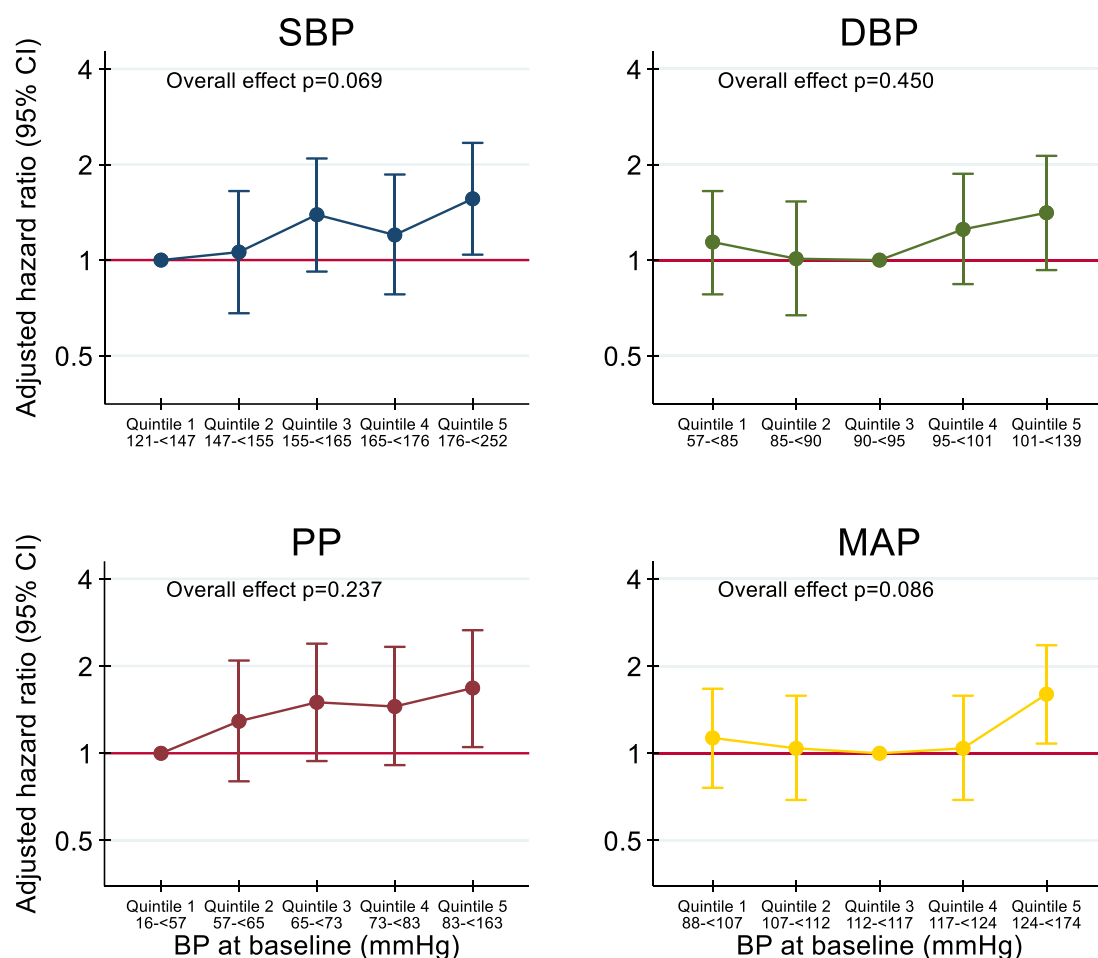 SBP
Adjusted hazard ratio (95% CI)
Overall effect p=0.069
4
2
1
0.5
Quintile 1 Quintile 2 Quintile 3 Quintile 4 Quintile 5
121-<147 147-<155 155-<165 165-<176 176-<252
DBP
Overall effect p=0.450
4
2
1
0.5
Quintile 1 Quintile 2 Quintile 3 Quintile 4 Quintile 5
57-<85 85-<90 90-<95 95-<101 101-<139
PP
Adjusted hazard ratio (95% CI)
Overall effect p=0.237
4
2
1
0.5
Quintile 1 Quintile 2 Quintile 3 Quintile 4 Quintile 5
16-<57 57-<65 65-<73 73-<83 83-<163
BP at baseline (mmHg)
MAP
Overall effect p=0.086
4
2
1
0.5
Quintile 1 Quintile 2 Quintile 3 Quintile 4 Quintile 5
88-<107 107-<112 112-<117 117-<124 124-<174
BP at baseline (mmHg)